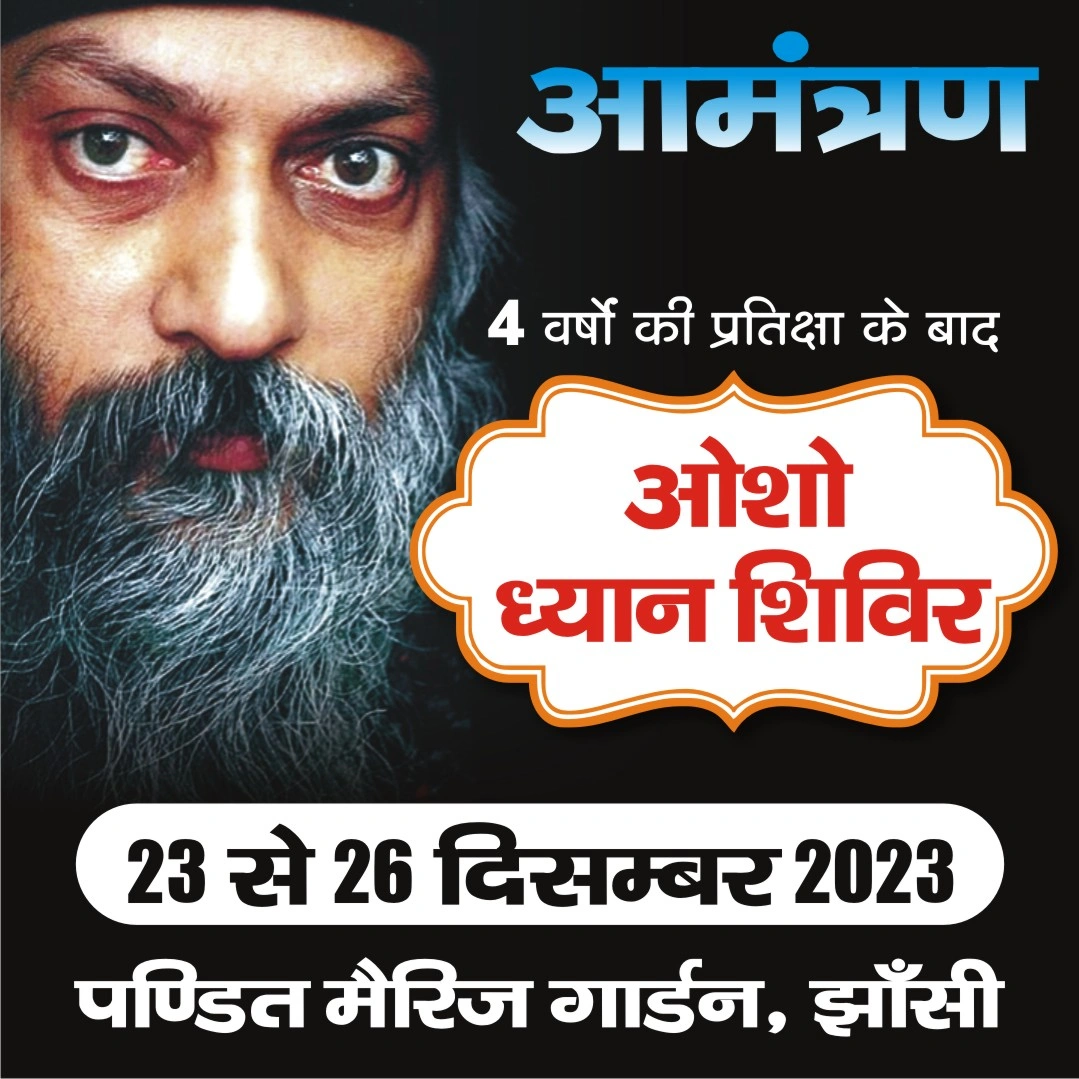 आमंत्रण
4 वर्षो की प्रतिक्षा के बाद
ओशो
ध्यान शिविर
23 से 26 दिसम्बर 2023
पण्डित मैरिज गार्डन, झाँसी